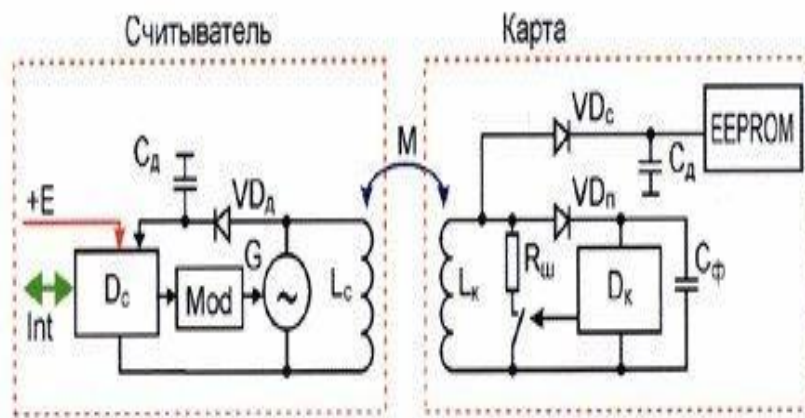 Считыватель
Карта
VDс
EEPROM
Cд
M
Cд
VDд
VDп
+E
G
Rш
Cф
Dс
Mod
~
Lс
Lк
Dк
Int